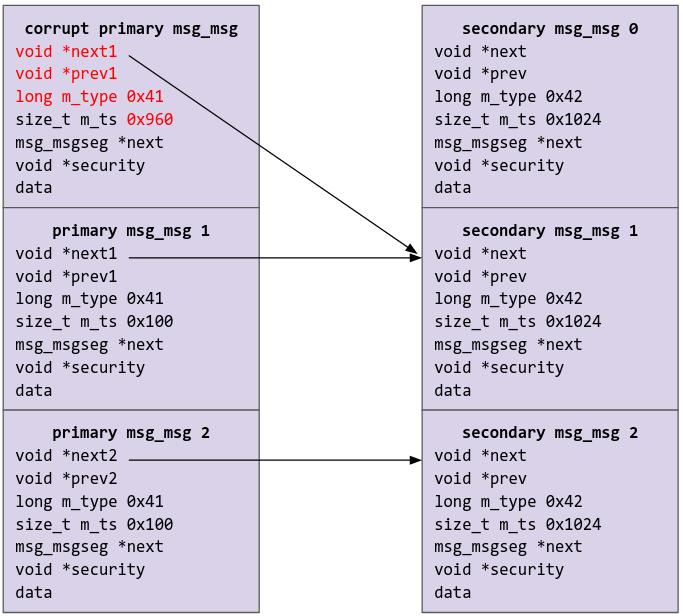 corrupt primary msg_msg
void *next1
void *prev1
long m_type 0x41
size_t m_ts 0x960
msg_msgseg *next
void *security
data
primary msg_msg 1
void *next1
void *prev1
long m_type 0x41
size_t m_ts 0x100
msg_msgseg *next
void *security
data
primary msg_msg 2
void *next2
void *prev2
long m_type 0x41
size_t m_ts 0x100
msg_msgseg *next
void *security
data
secondary msg_msg 0
void *next
void *prev
long m_type 0x42
size_t m_ts 0x1024
msg_msgseg *next
void *security
data
secondary msg_msg 1
void *next
void *prev
long m_type 0x42
size_t m_ts 0x1024
msg_msgseg *next
void *security
data
secondary msg_msg 2
void *next
void *prev
long m_type 0x42
size_t m_ts 0x1024
msg_msgseg *next
void *security
data